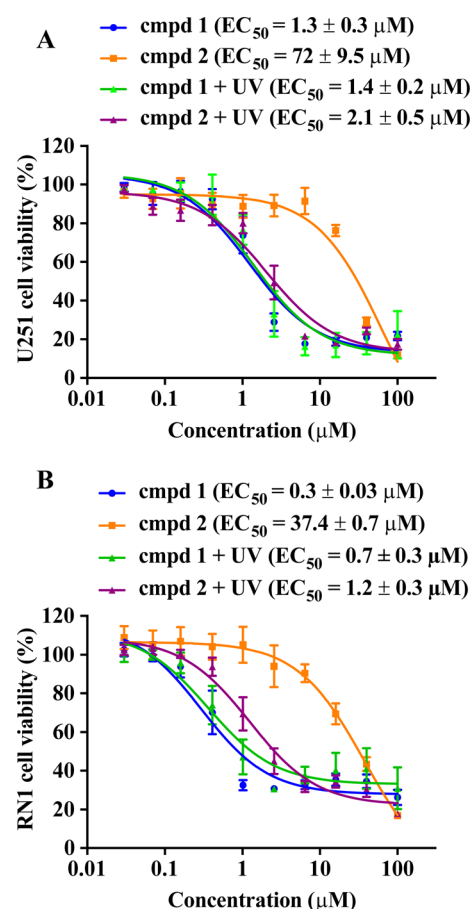 A
cmpd 1 (EC50 = 1.3 ± 0.3 μM)
cmpd 2 (EC50 = 72 ± 9.5 μM)
cmpd 1 + UV (EC50 = 1.4 ± 0.2 μM)
cmpd 2 + UV (EC50 = 2.1 ± 0.5 μM)
U251 cell viability (%)
120
100
80
60
40
20
0
0.01 0.1 1 10 100
Concentration (μM)
B
cmpd 1 (EC50 = 0.3 ± 0.03 μM)
cmpd 2 (EC50 = 37.4 ± 0.7 μM)
cmpd 1 + UV (EC50 = 0.7 ± 0.3 μM)
cmpd 2 + UV (EC50 = 1.2 ± 0.3 μM)
RN1 cell viability (%)
120
100
80
60
40
20
0
0.01 0.1 1 10 100
Concentration (μM)